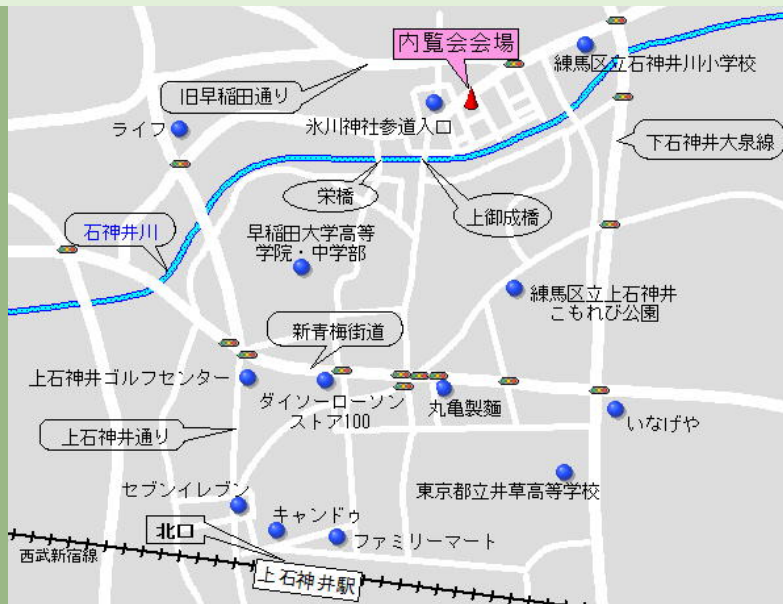 内覧会会場
練馬区立石神井川小学校
旧早稲田通り
氷川神社参道入口
ライフ
下石神井大泉線
栄橋
上御成橋
石神井川
早稲田大学高等
学院・中学部
練馬区立上石神井
こもれび公園
新青梅街道
上石神井ゴルフセンター
ダイソーローソン
ストア100
丸亀製麺
いなげや
上石神井通り
東京都立井草高等学校
セブンイレブン
キャンドゥ
北口
ファミリーマート
西武新宿線
上石神井駅